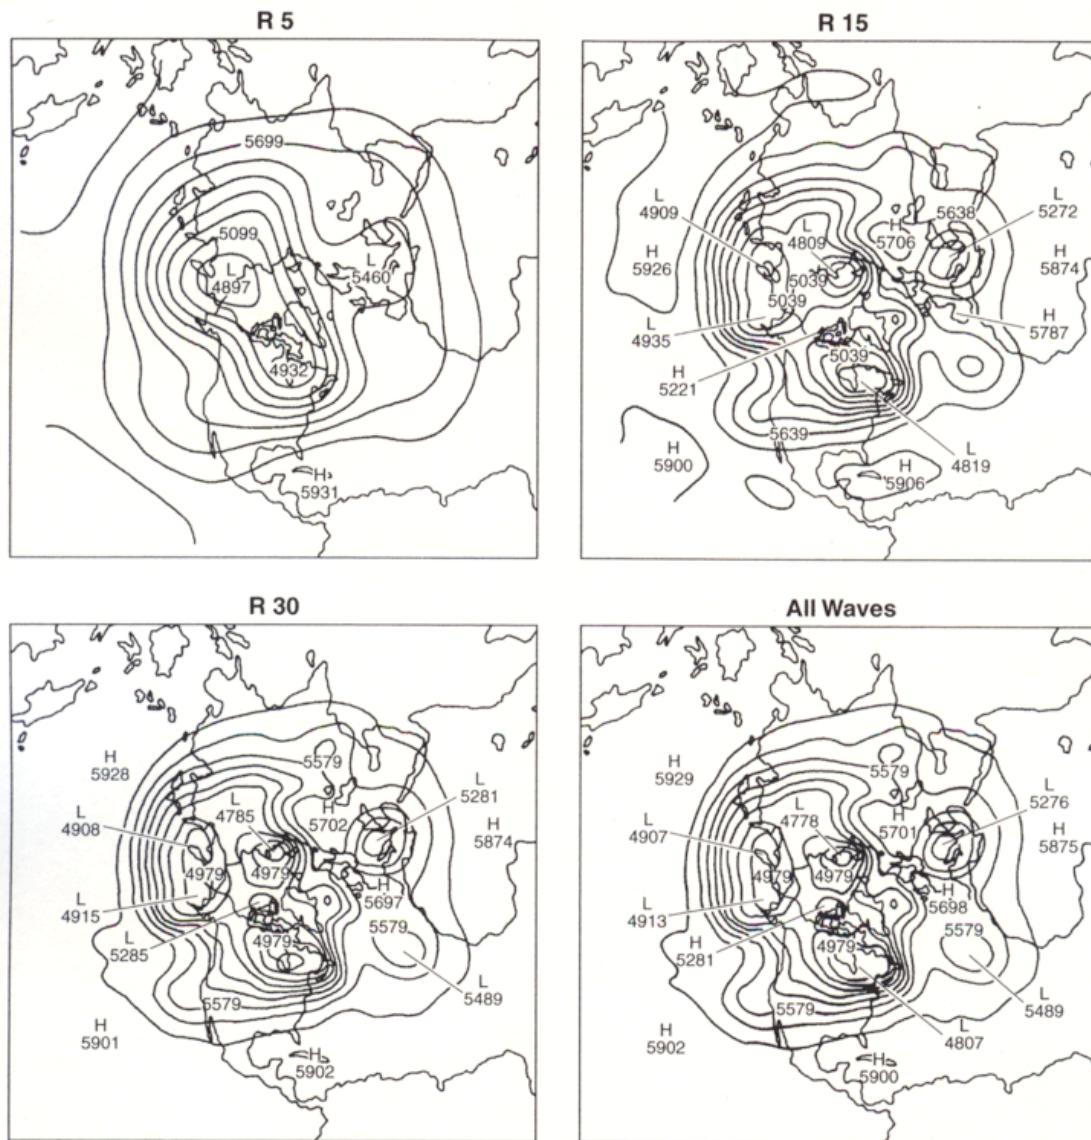 R 5
5699
5099
L
4897
L
5460
4932
H
5931
R 15
L
4909
L
4809
H
5706
5638
L
5272
H
5926
5039
5039
H
5874
L
4935
H
5787
H
5221
5039
5639
H
5900
L
4819
H
5906
R 30
H
5928
5579
L
4908
L
4785
H
5702
L
5281
H
5874
4979
4979
H
5697
L
4915
L
5285
4979
5579
L
5489
5579
H
5901
H
5902
All Waves
H
5929
5579
L
4907
L
4778
H
5701
L
5276
H
5875
4979
4979
H
5698
L
4913
H
5281
4979
5579
L
5489
5579
H
5902
L
4807
H
5900